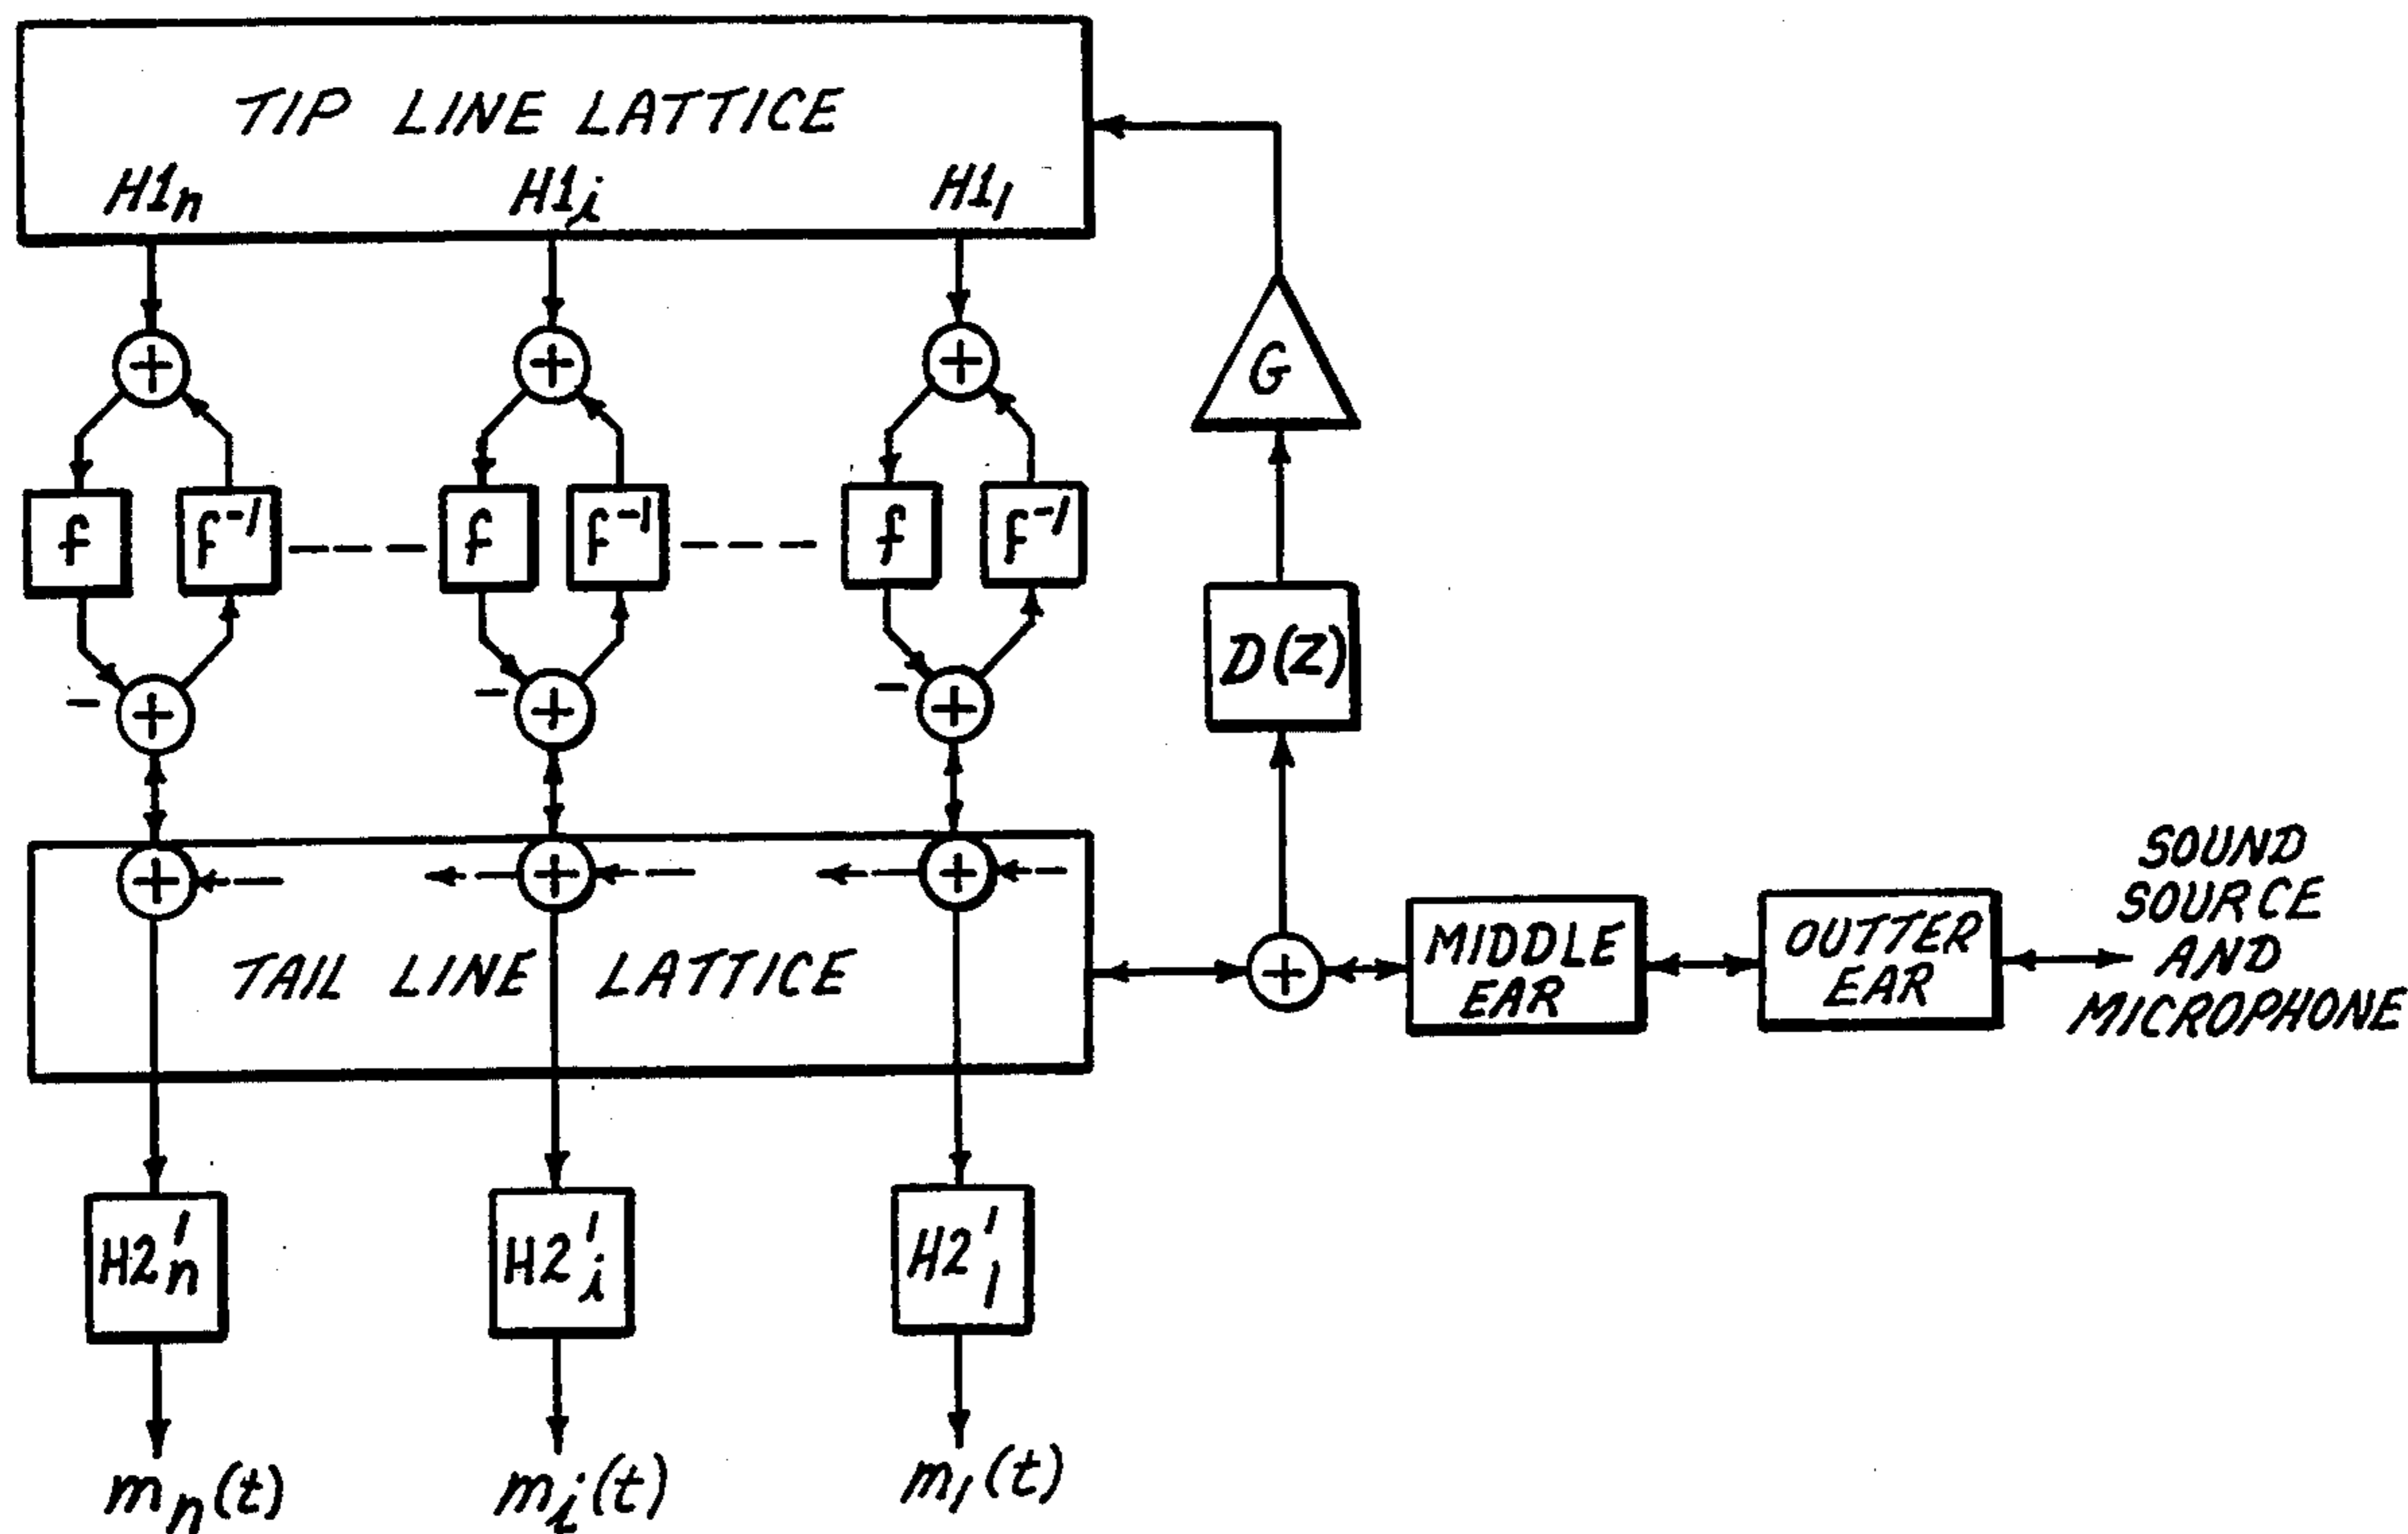 TIP LINE LATTICE
H1n H1i H11
+ + +
G
f f⁻¹ f f⁻¹ f f⁻¹
D(Z)
- + - + - +
+ + +
TAIL LINE LATTICE
+
MIDDLE
EAR
OUTTER
EAR
SOUND
SOURCE
AND
MICROPHONE
H2'n H2'i H2'1
mn(t) mi(t) m1(t)